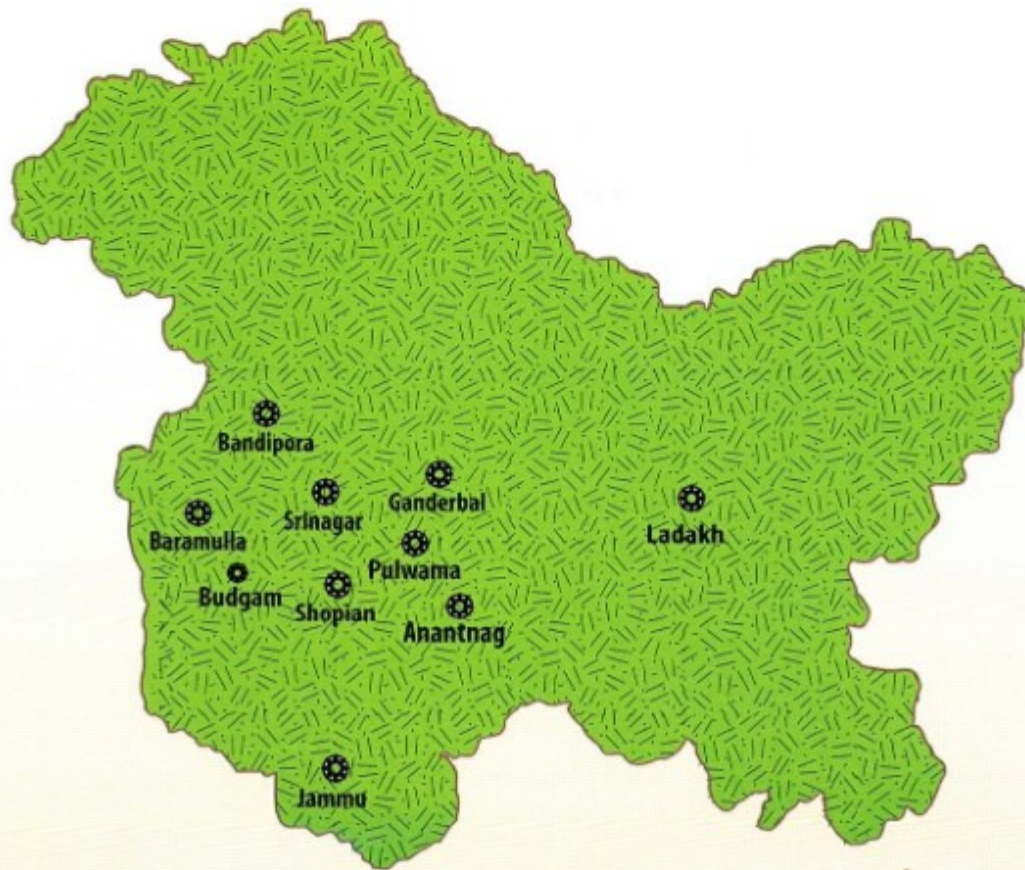 Bandipora
Ganderbal
Srinagar
Ladakh
Baramulla
Pulwama
Budgam
Shopian
Anantnag
Jammu